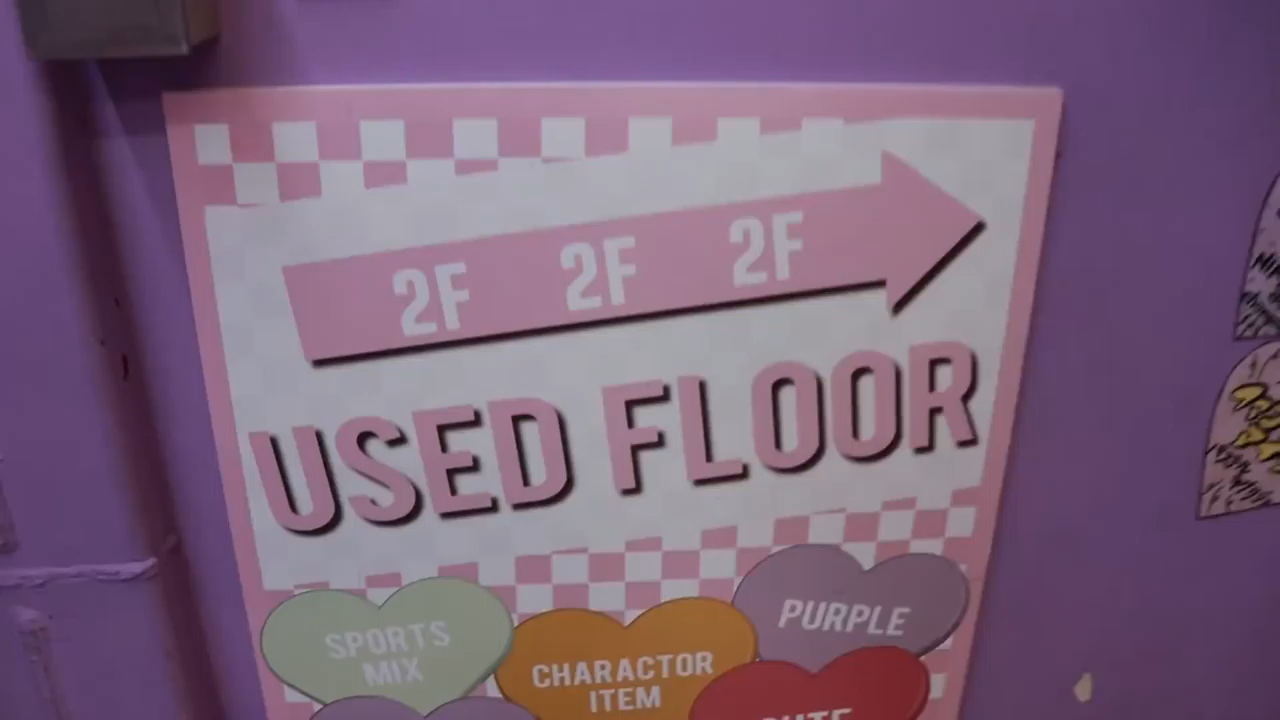 2F 2F 2F
USED FLOOR
SPORTS
MIX
CHARACTOR
ITEM
PURPLE